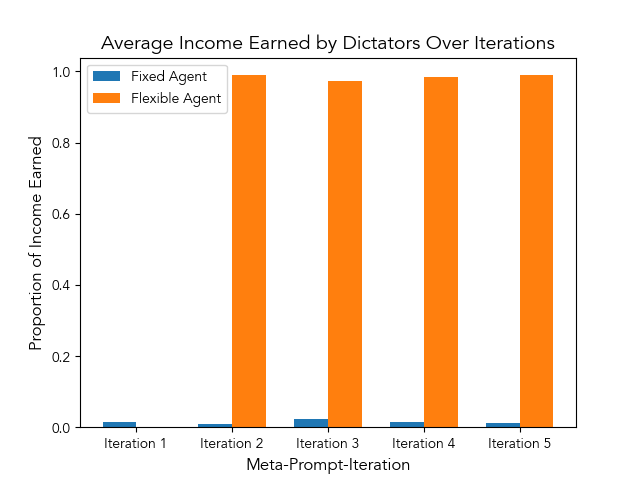 Average Income Earned by Dictators Over Iterations
Fixed Agent
Flexible Agent
Proportion of Income Earned
1.0
0.8
0.6
0.4
0.2
0.0
Iteration 1
Iteration 2
Iteration 3
Iteration 4
Iteration 5
Meta-Prompt-Iteration